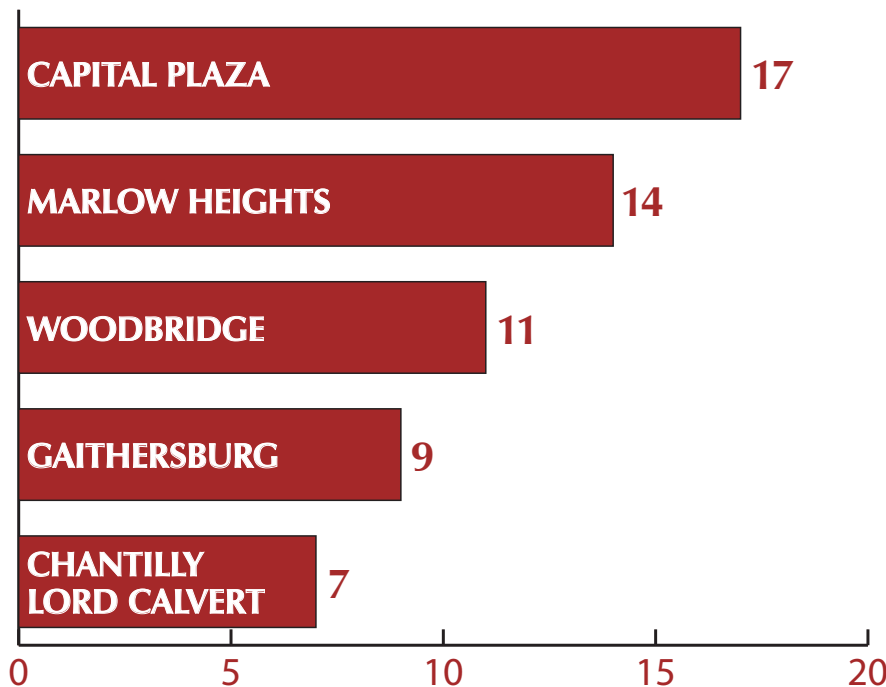 CAPITAL PLAZA 17
MARLOW HEIGHTS 14
WOODBRIDGE 11
GAITHERSBURG 9
CHANTILLY
LORD CALVERT 7
0 5 10 15 20